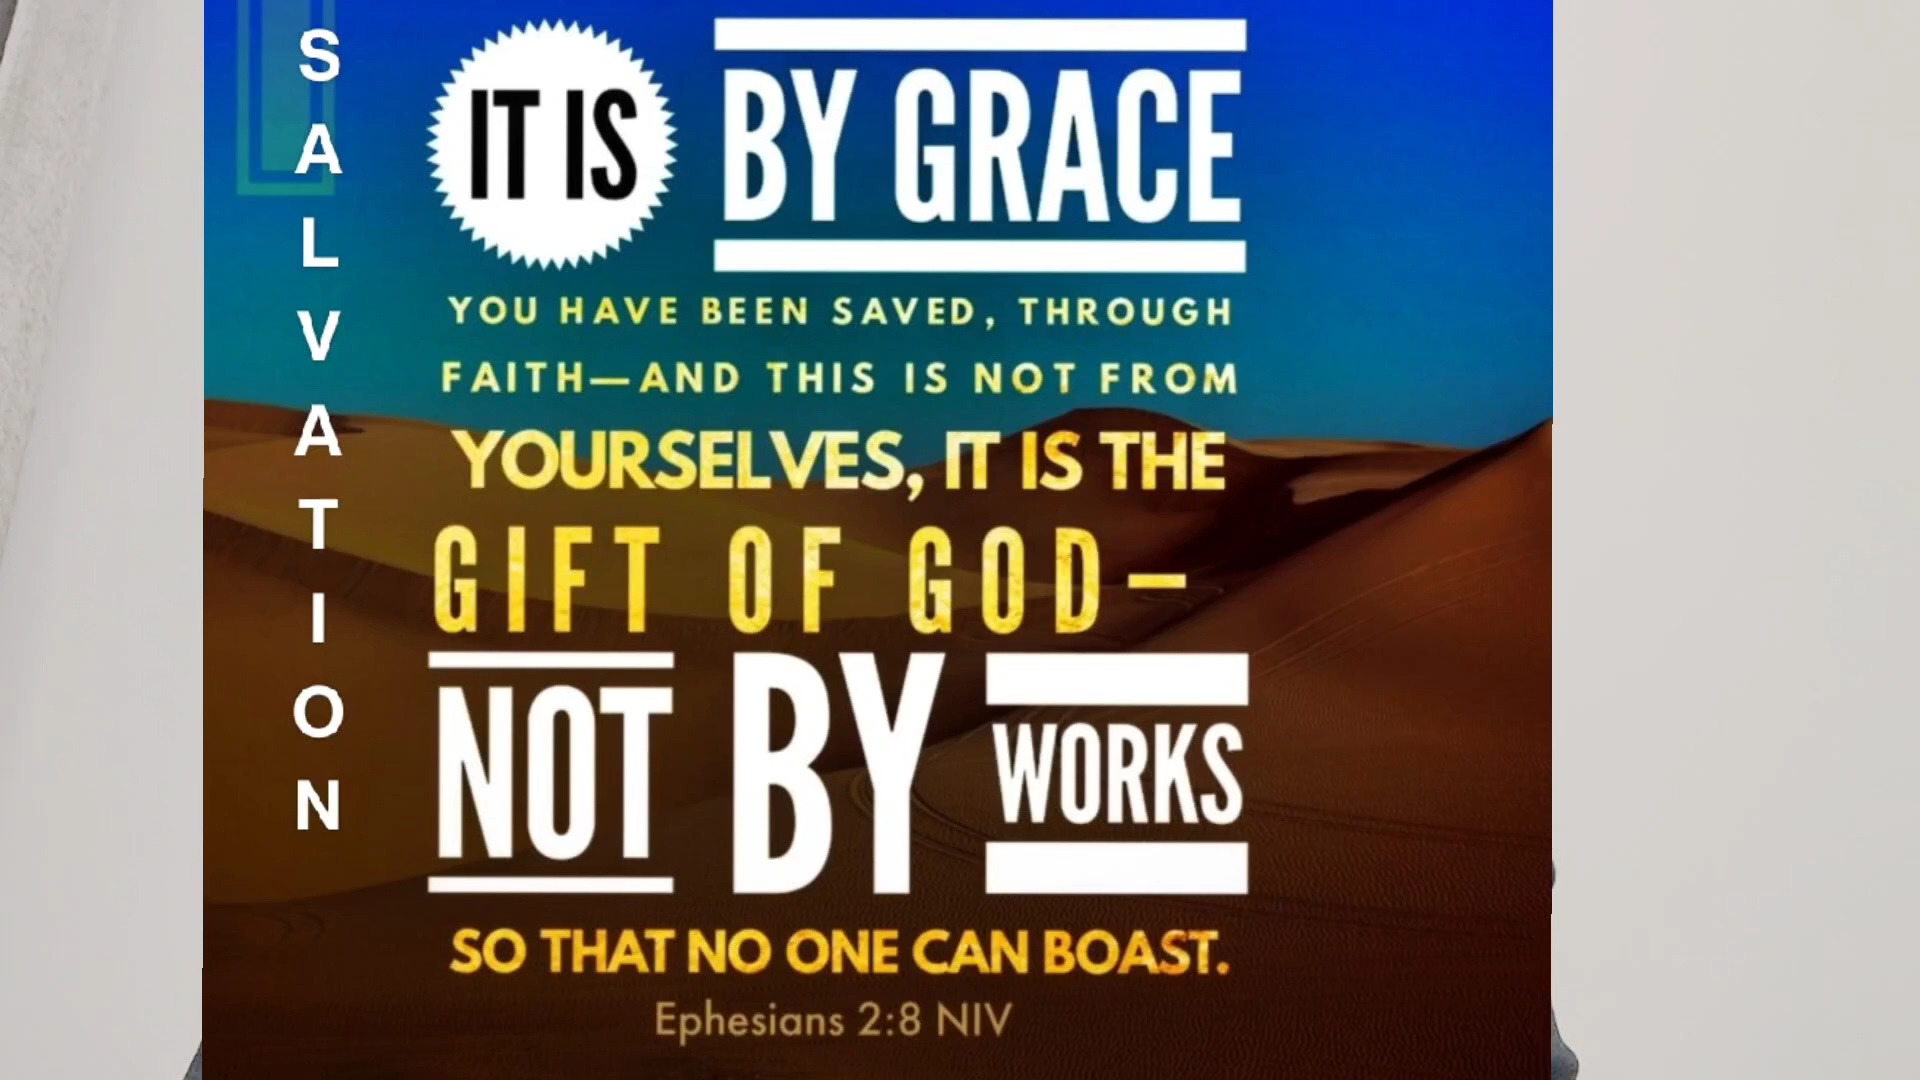 SALVATION
IT IS BY GRACE
YOU HAVE BEEN SAVED, THROUGH
FAITH—AND THIS IS NOT FROM
YOURSELVES, IT IS THE
GIFT OF GOD—
NOT BY WORKS
SO THAT NO ONE CAN BOAST.
Ephesians 2:8 NIV